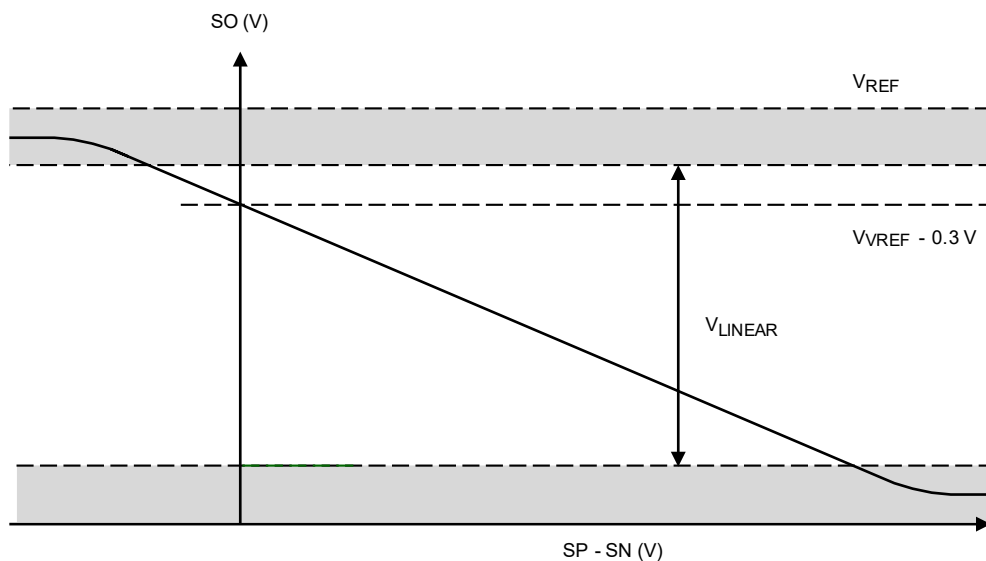 SO (V)
VREF
VVREF - 0.3 V
VLINEAR
SP - SN (V)